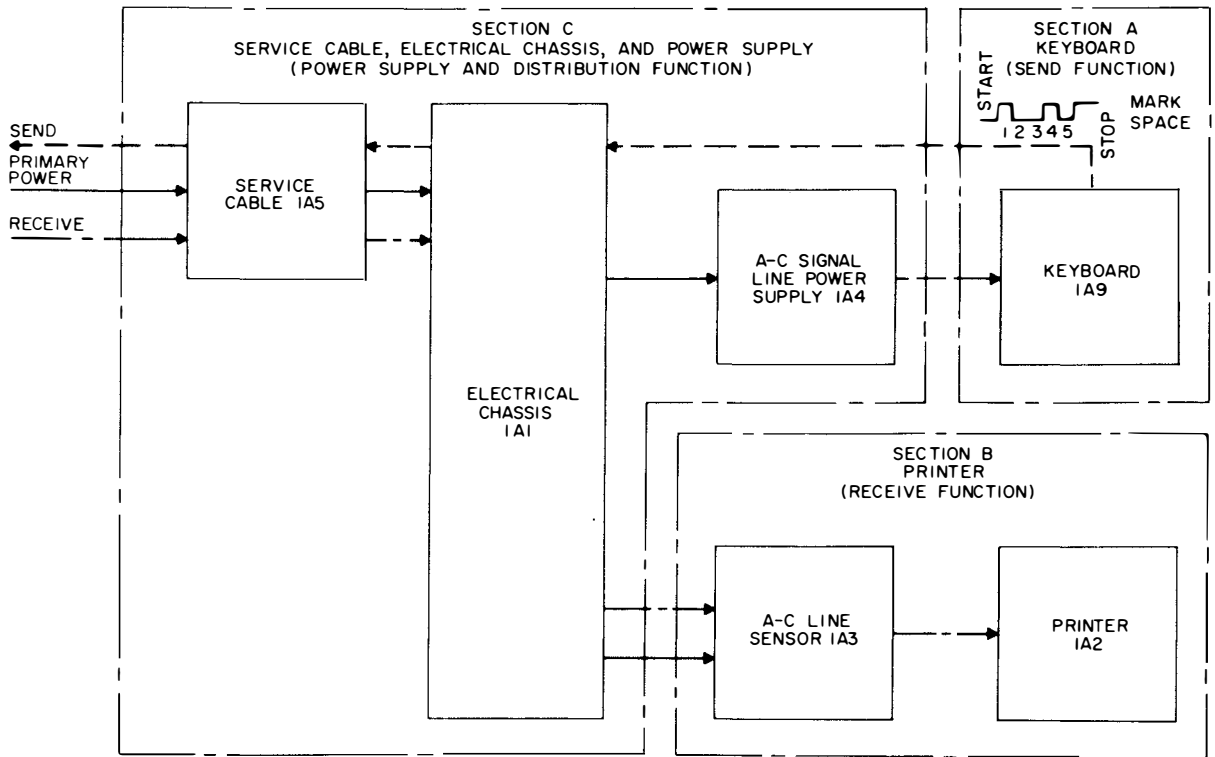 SECTION C
SERVICE CABLE, ELECTRICAL CHASSIS, AND POWER SUPPLY
(POWER SUPPLY AND DISTRIBUTION FUNCTION)
SECTION A
KEYBOARD
(SEND FUNCTION)
START
MARK
SPACE
1 2 3 4 5
STOP
SEND
PRIMARY
POWER
RECEIVE
SERVICE
CABLE 1A5
ELECTRICAL
CHASSIS
1A1
A-C SIGNAL
LINE POWER
SUPPLY 1A4
KEYBOARD
1A9
SECTION B
PRINTER
(RECEIVE FUNCTION)
A-C LINE
SENSOR 1A3
PRINTER
1A2